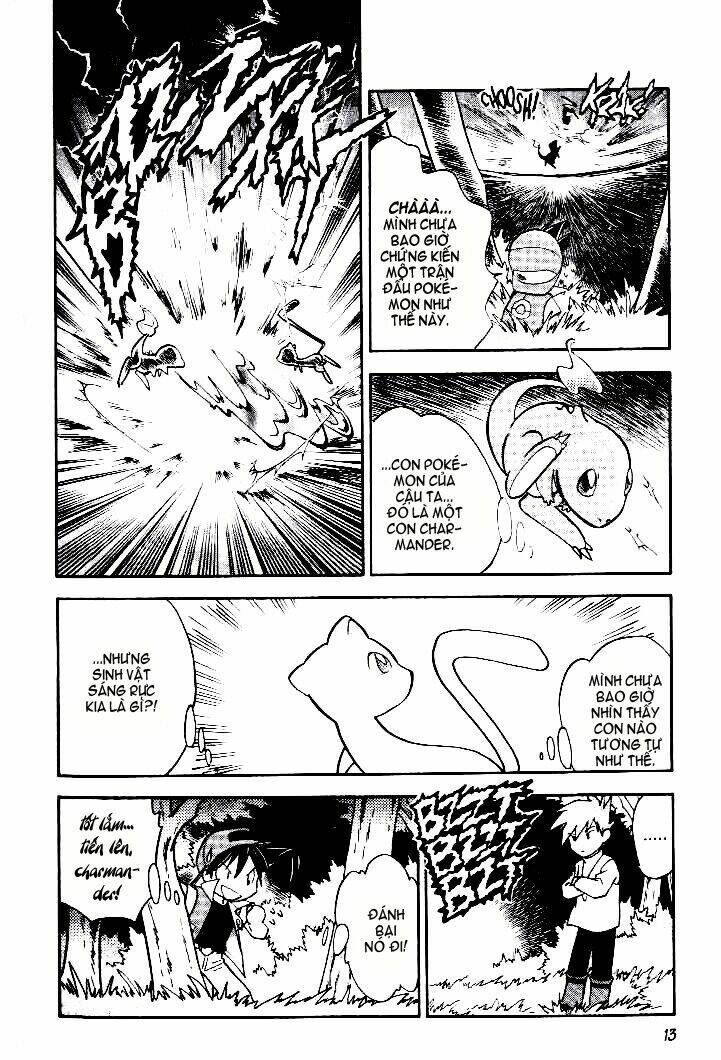 CHOOSH!
CHÀÀÀ...
MÌNH CHƯA
BAO GIỜ
CHỨNG KIẾN
MỘT TRẬN
ĐẤU POKÉ-
MON NHƯ
THẾ NÀY.
...CON POKÉ-
MON CỦA
CẬU TA...
ĐÓ LÀ MỘT
CON CHAR-
MANDER.
MÌNH CHƯA
BAO GIỜ
NHÌN THẤY
CON NÀO
TƯƠNG TỰ
NHƯ THẾ.
...NHƯNG
SINH VẬT
SÁNG RỰC
KIA LÀ GÌ?!
.....
BZZT
BZZT
BZT
ĐÁNH
BẠI
NÓ ĐI!
tốt lắm...
tiến lên,
charman-
der!
13